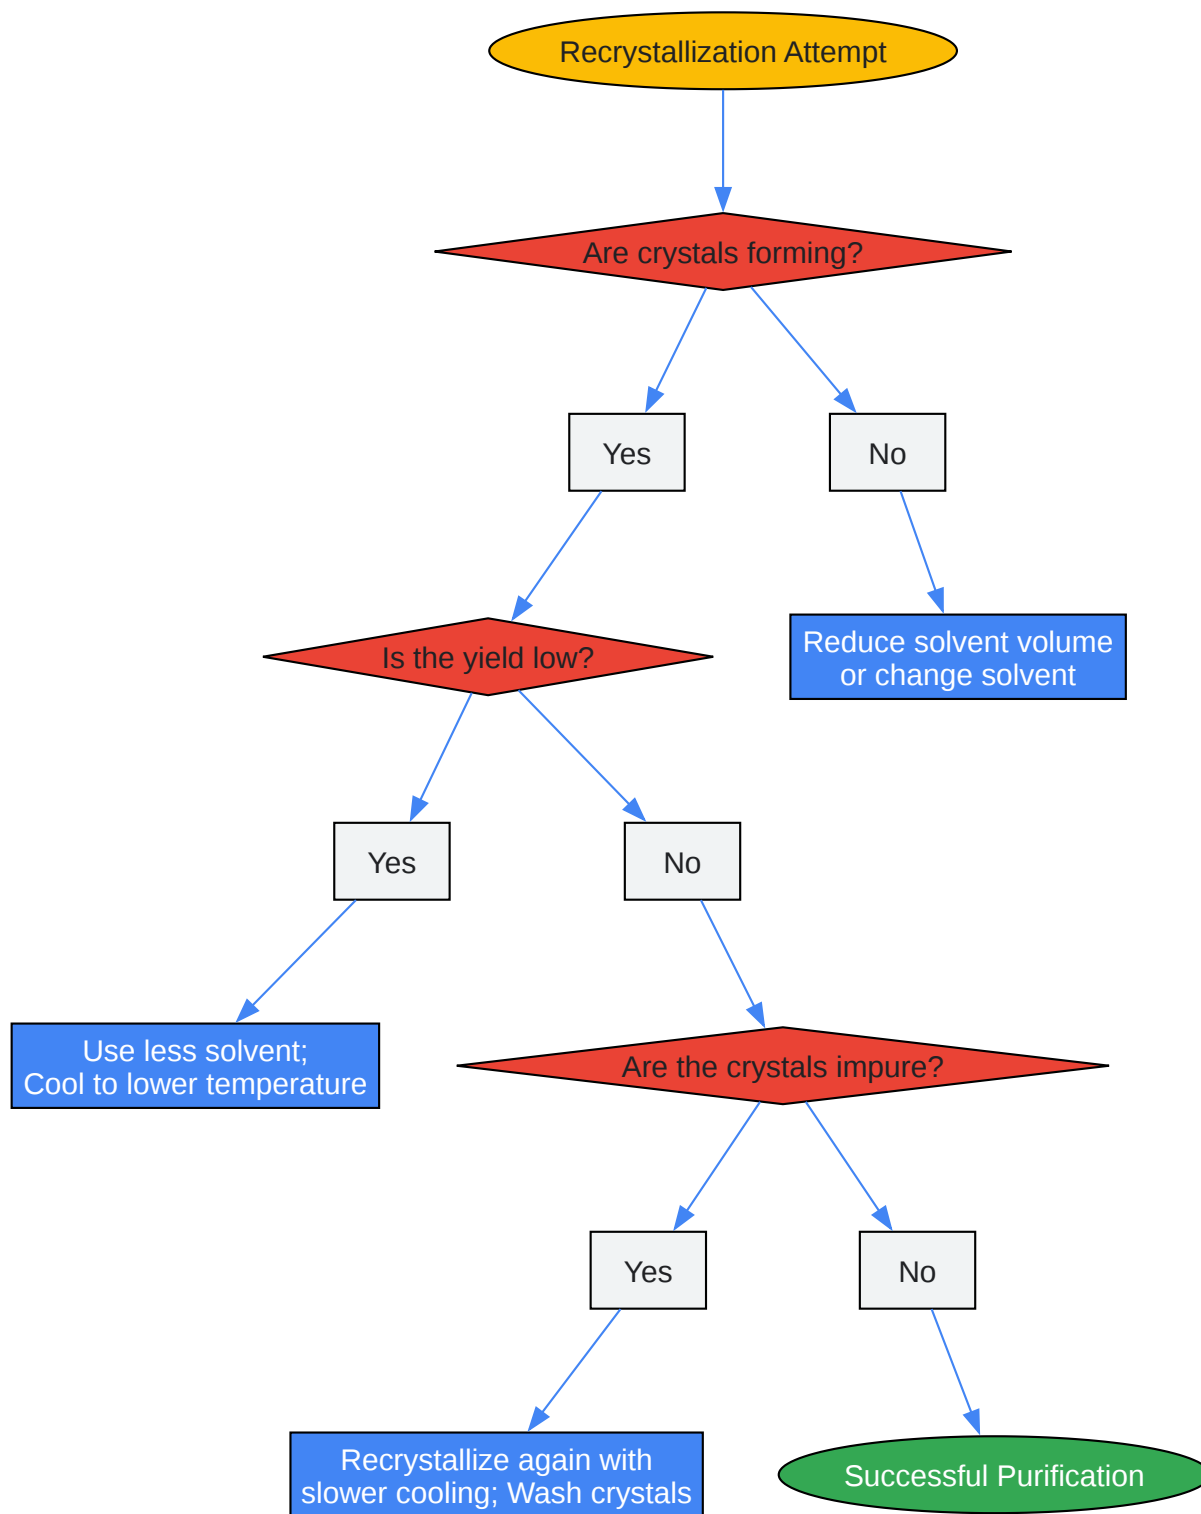 Recrystallization Attempt
Are crystals forming?
Yes
No
Reduce solvent volume
or change solvent
Is the yield low?
Yes
No
Use less solvent;
Cool to lower temperature
Are the crystals impure?
Yes
No
Recrystallize again with
slower cooling; Wash crystals
Successful Purification